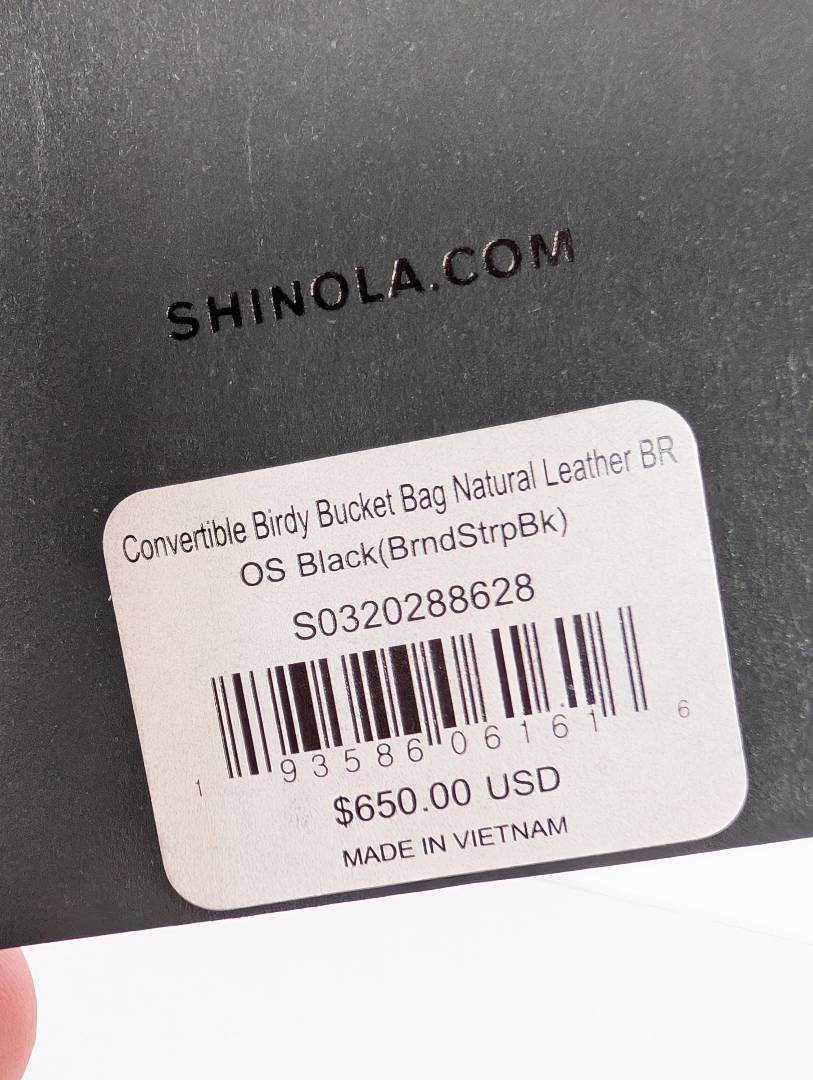 SHINOLA.COM
Convertible Birdy Bucket Bag Natural Leather BR
OS Black(BrndStrpBk)
S0320288628
1 93586 06161 6
$650.00 USD
MADE IN VIETNAM